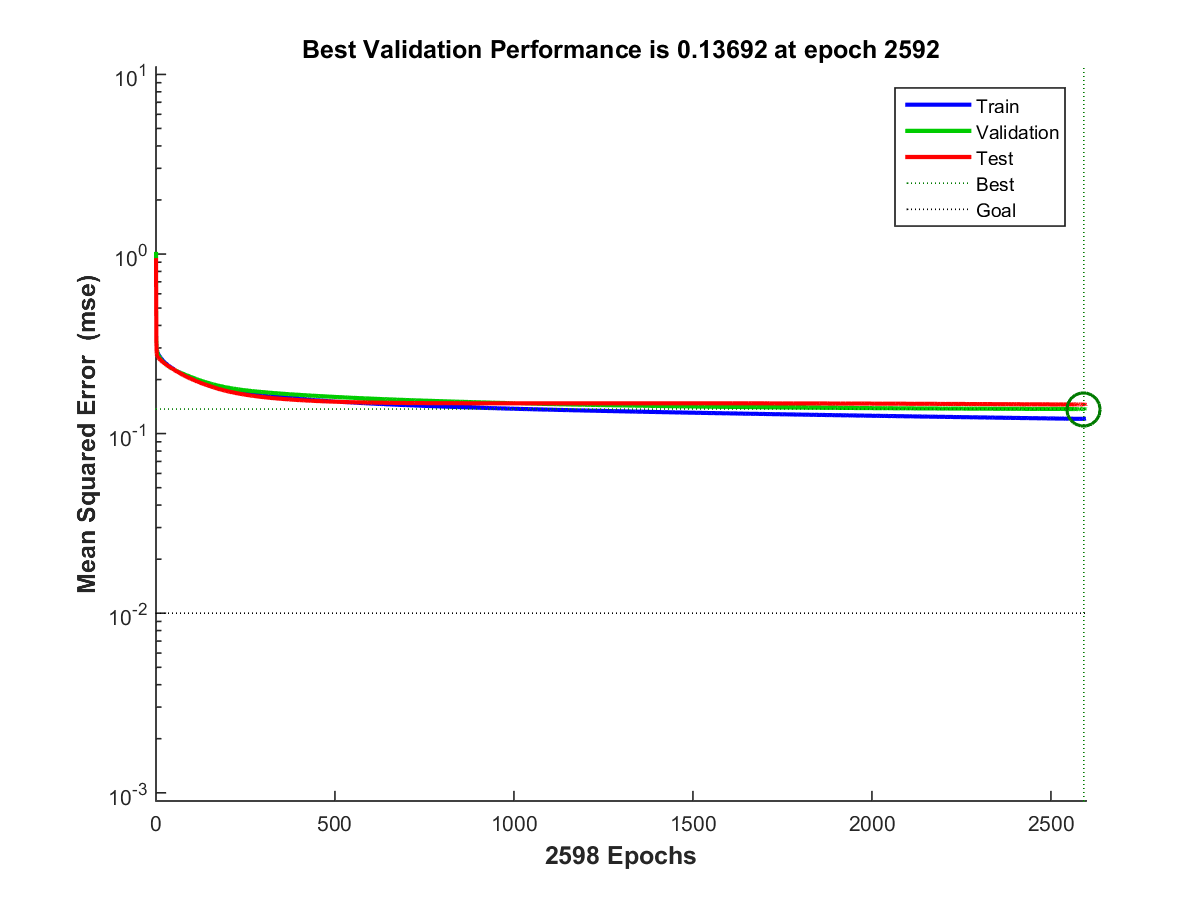 Best Validation Performance is 0.13692 at epoch 2592
Train
Validation
Test
Best
Goal
10^1
10^0
10^-1
10^-2
10^-3
Mean Squared Error (mse)
0 500 1000 1500 2000 2500
2598 Epochs